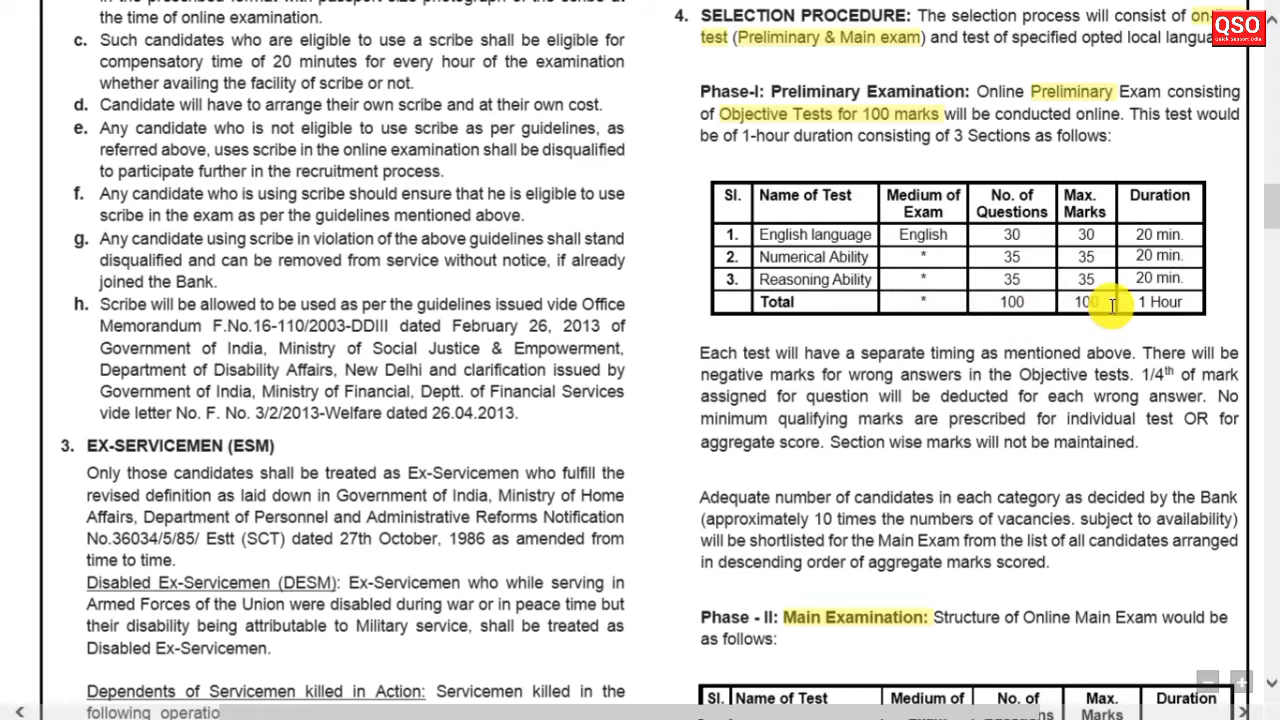 in the prescribed format with passport size photograph of the scribe at
the time of online examination.
c. Such candidates who are eligible to use a scribe shall be eligible for
compensatory time of 20 minutes for every hour of the examination
whether availing the facility of scribe or not.
d. Candidate will have to arrange their own scribe and at their own cost.
e. Any candidate who is not eligible to use scribe as per guidelines, as
referred above, uses scribe in the online examination shall be disqualified
to participate further in the recruitment process.
f. Any candidate who is using scribe should ensure that he is eligible to use
scribe in the exam as per the guidelines mentioned above.
g. Any candidate using scribe in violation of the above guidelines shall stand
disqualified and can be removed from service without notice, if already
joined the Bank.
h. Scribe will be allowed to be used as per the guidelines issued vide Office
Memorandum F.No.16-110/2003-DDIII dated February 26, 2013 of
Government of India, Ministry of Social Justice & Empowerment,
Department of Disability Affairs, New Delhi and clarification issued by
Government of India, Ministry of Financial, Deptt. of Financial Services
vide letter No. F. No. 3/2/2013-Welfare dated 26.04.2013.
3. EX-SERVICEMEN (ESM)
Only those candidates shall be treated as Ex-Servicemen who fulfill the
revised definition as laid down in Government of India, Ministry of Home
Affairs, Department of Personnel and Administrative Reforms Notification
No.36034/5/85/ Estt (SCT) dated 27th October, 1986 as amended from
time to time.
Disabled Ex-Servicemen (DESM): Ex-Servicemen who while serving in
Armed Forces of the Union were disabled during war or in peace time but
their disability being attributable to Military service, shall be treated as
Disabled Ex-Servicemen.
Dependents of Servicemen killed in Action: Servicemen killed in the
following operatio
4. SELECTION PROCEDURE: The selection process will consist of on
test (Preliminary & Main exam) and test of specified opted local langua
QSO
Phase-I: Preliminary Examination: Online Preliminary Exam consisting
of Objective Tests for 100 marks will be conducted online. This test would
be of 1-hour duration consisting of 3 Sections as follows:
Sl. Name of Test Medium of Exam No. of Questions Max. Marks Duration
1. English language English 30 30 20 min.
2. Numerical Ability * 35 35 20 min.
3. Reasoning Ability * 35 35 20 min.
Total * 100 100 1 Hour
Each test will have a separate timing as mentioned above. There will be
negative marks for wrong answers in the Objective tests. 1/4th of mark
assigned for question will be deducted for each wrong answer. No
minimum qualifying marks are prescribed for individual test OR for
aggregate score. Section wise marks will not be maintained.
Adequate number of candidates in each category as decided by the Bank
(approximately 10 times the numbers of vacancies. subject to availability)
will be shortlisted for the Main Exam from the list of all candidates arranged
in descending order of aggregate marks scored.
Phase - II: Main Examination: Structure of Online Main Exam would be
as follows:
Sl. Name of Test Medium of No. of Max. Duration
ns Marks